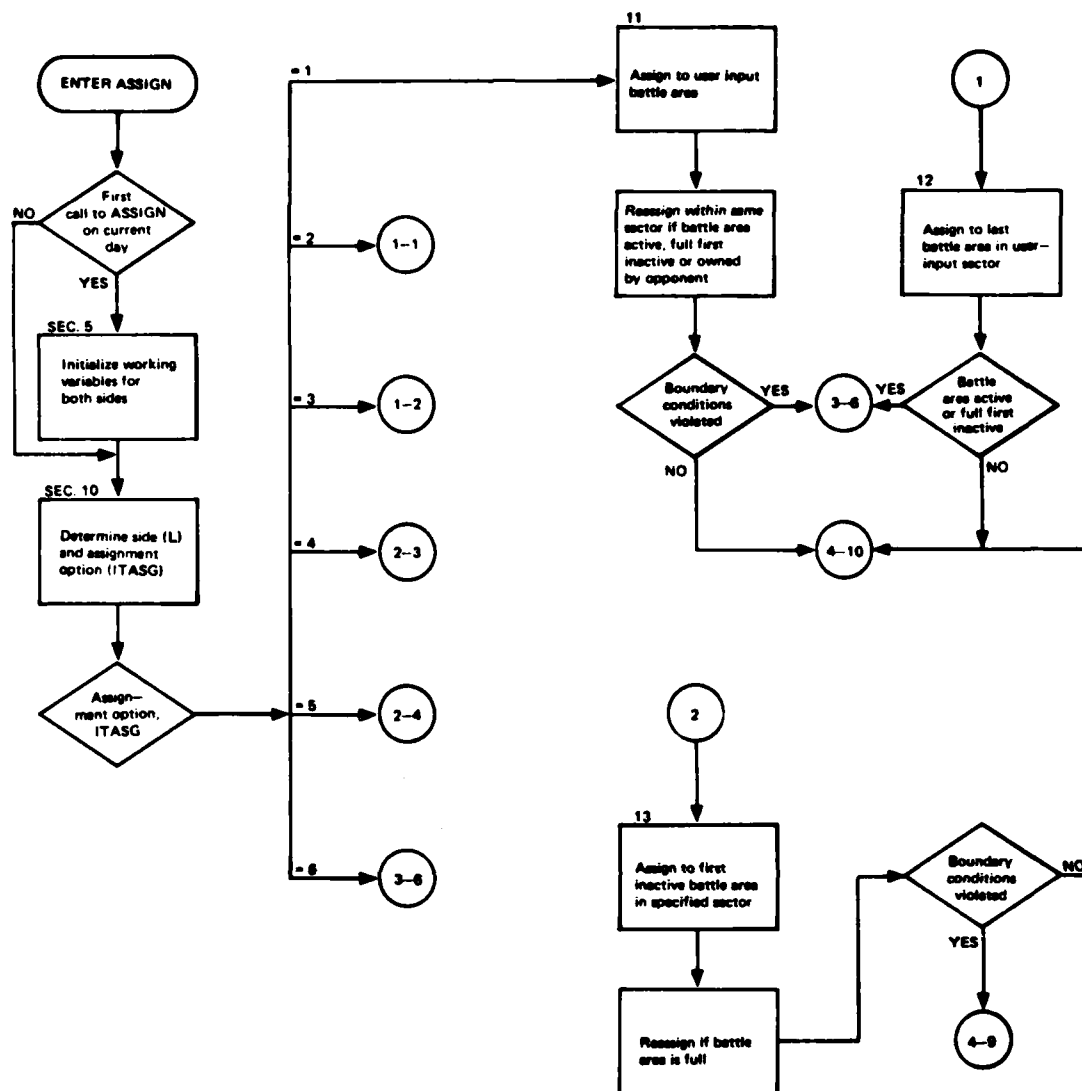 ENTER ASSIGN
First
call to ASSIGN
on current
day
NO
YES
SEC. 5
Initialize working
variables for
both sides
SEC. 10
Determine side (L)
and assignment
option (ITASG)
Assign—
ment option,
ITASG
= 1
= 2
1–1
= 3
1–2
= 4
2–3
= 5
2–4
= 6
3–6
11
Assign to user input
battle area
Reassign within same
sector if battle area
active, full first
inactive or owned
by opponent
Boundary
conditions
violated
YES
NO
3–6
4–10
1
12
Assign to last
battle area in user—
input sector
Battle
area active
or full first
inactive
YES
NO
2
13
Assign to first
inactive battle area
in specified sector
Reassign if battle
area is full
Boundary
conditions
violated
NO
YES
4–9